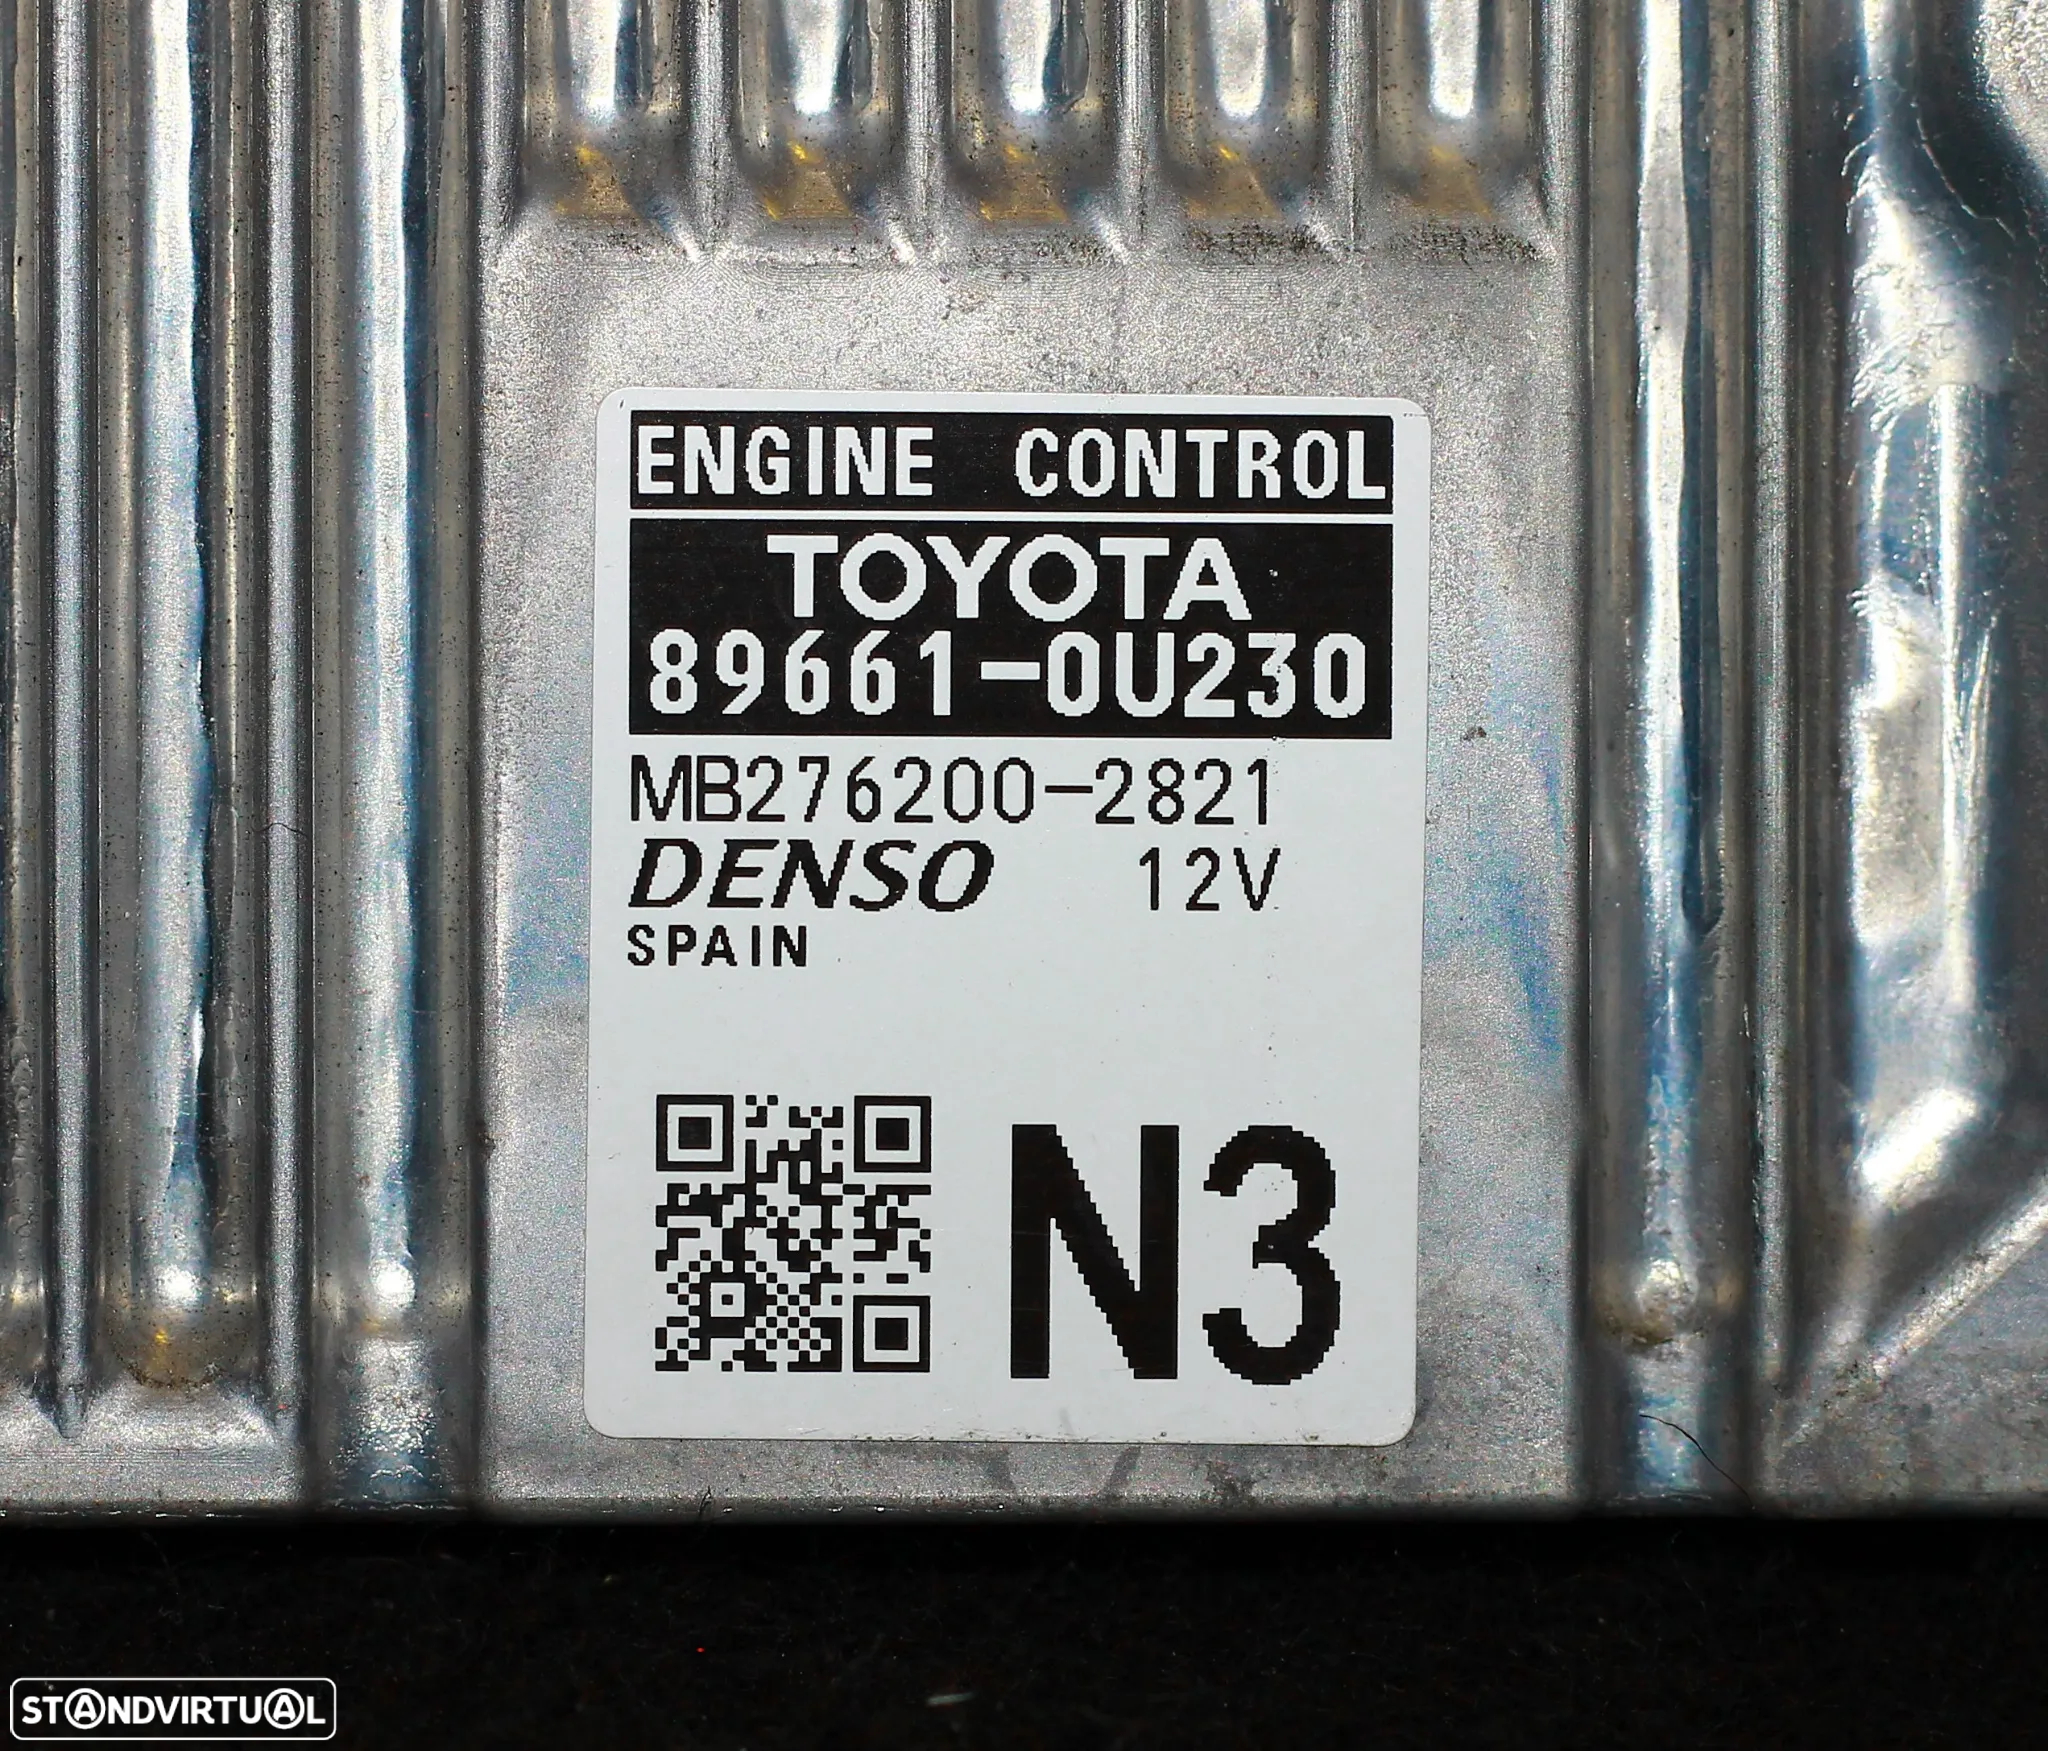 ENGINE CONTROL
TOYOTA
89661-0U230
MB276200-2821
DENSO 12V
SPAIN
N3
STANDVIRTUAL